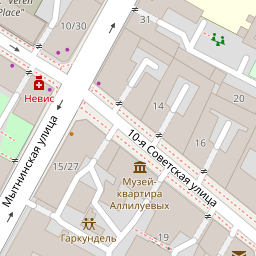 " Veren
Place"
10/30
31
Невис
14
20
16
10-я Советская улица
Мытнинская улица
15/27
Музей-
квартира
Аллилуевых
Гаркундель
19